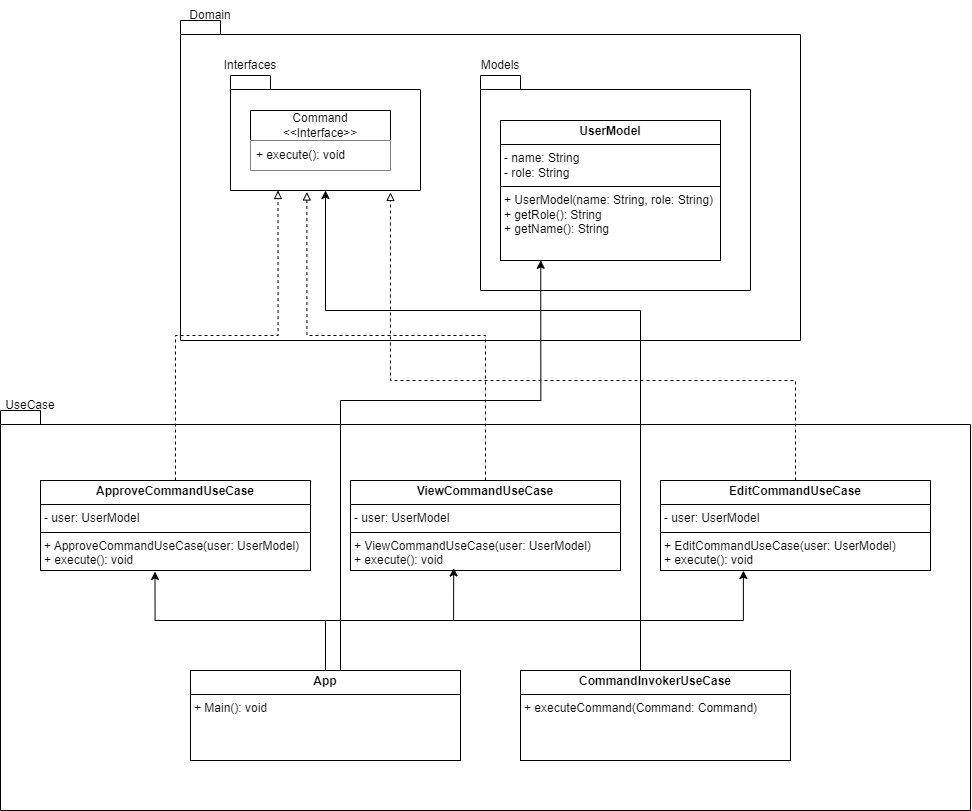 Domain
Interfaces
Models
Command
<<Interface>>
+ execute(): void
UserModel
- name: String
- role: String
+ UserModel(name: String, role: String)
+ getRole(): String
+ getName(): String
UseCase
ApproveCommandUseCase
- user: UserModel
+ ApproveCommandUseCase(user: UserModel)
+ execute(): void
ViewCommandUseCase
- user: UserModel
+ ViewCommandUseCase(user: UserModel)
+ execute(): void
EditCommandUseCase
- user: UserModel
+ EditCommandUseCase(user: UserModel)
+ execute(): void
App
+ Main(): void
CommandInvokerUseCase
+ executeCommand(Command: Command)